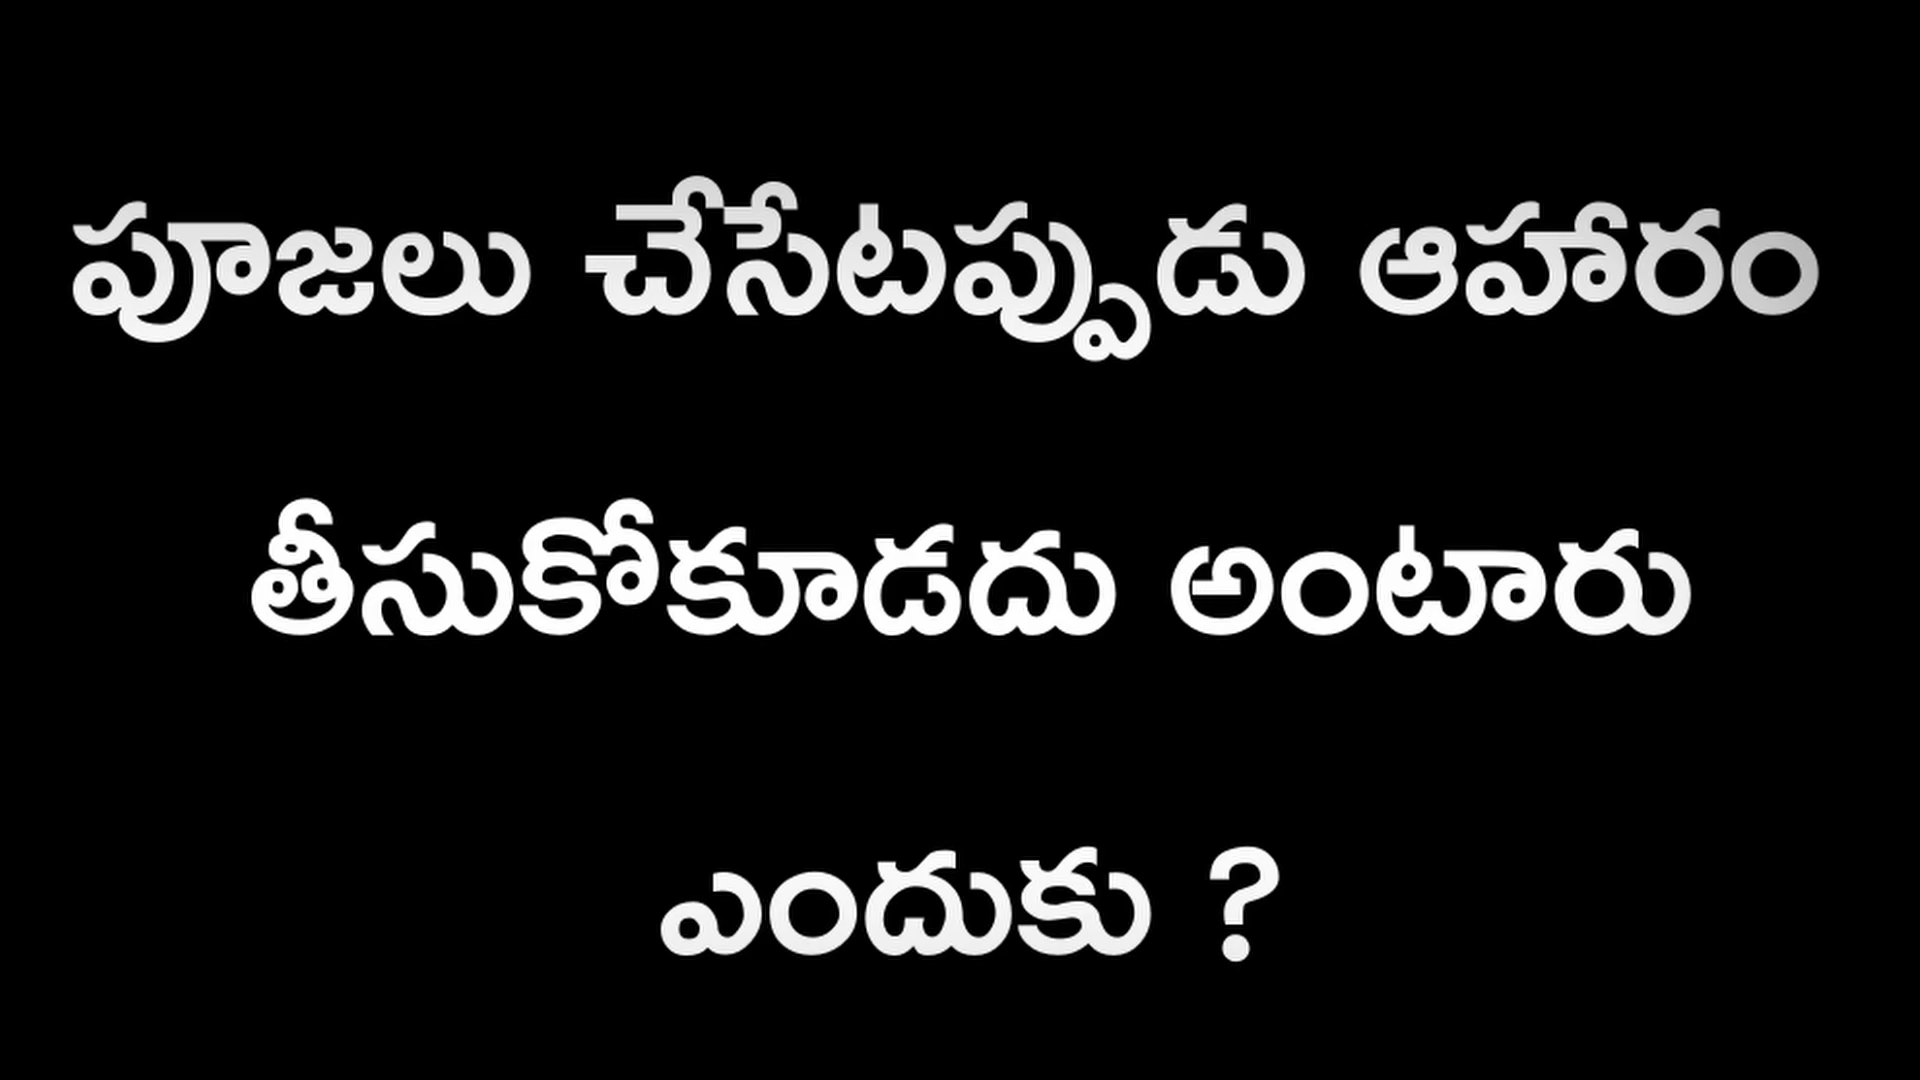 పూజలు చేసేటప్పుడు ఆహారం
తీసుకోకూడదు అంటారు
ఎందుకు ?